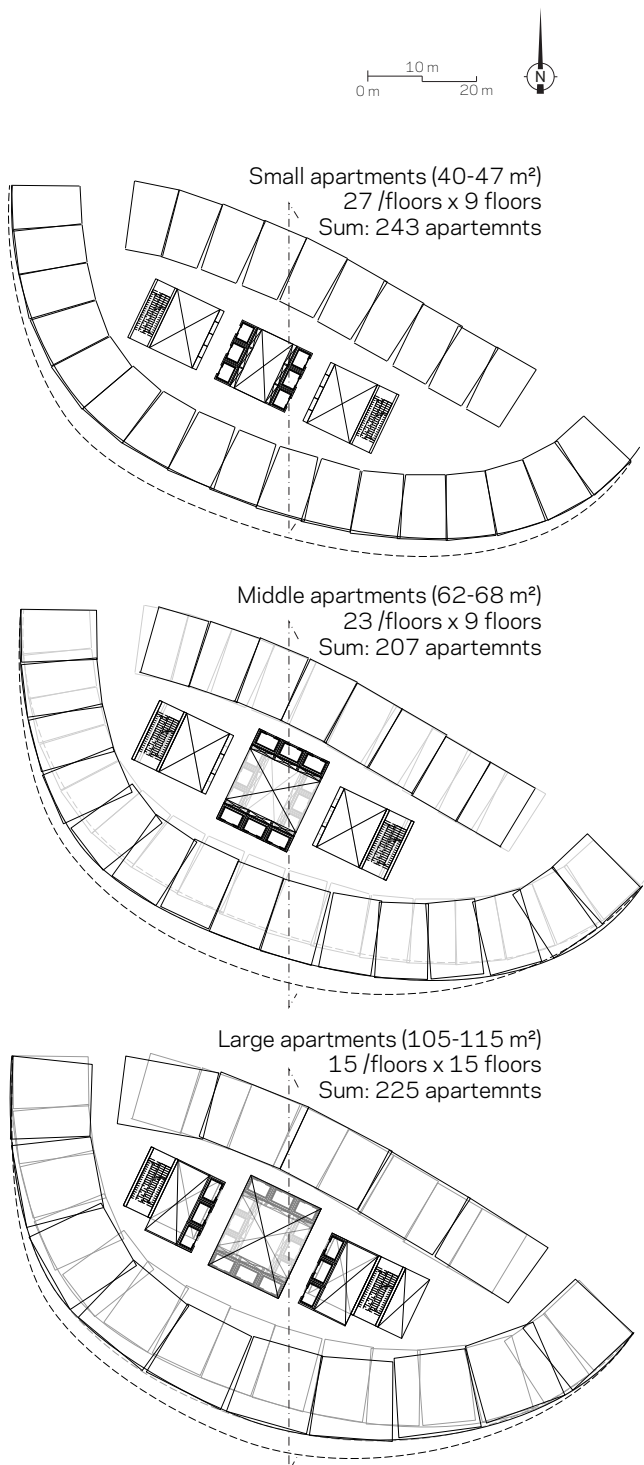 10 m
0 m
20 m
N
Small apartments (40-47 m²)
27 /floors x 9 floors
Sum: 243 apartemnts
Middle apartments (62-68 m²)
23 /floors x 9 floors
Sum: 207 apartemnts
Large apartments (105-115 m²)
15 /floors x 15 floors
Sum: 225 apartemnts